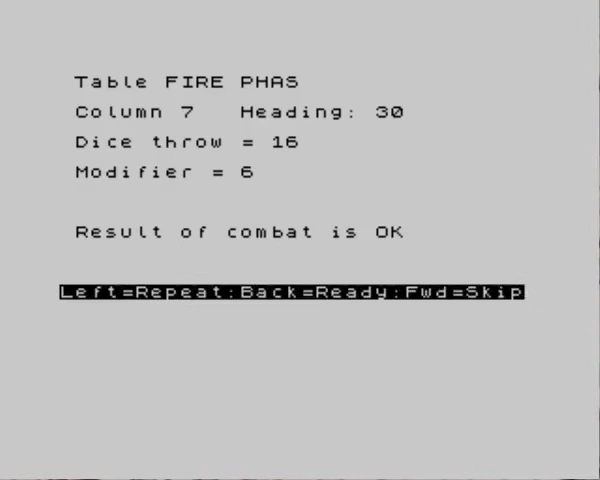 Table FIRE PHAS
Column 7 Heading: 30
Dice throw = 16
Modifier = 6
Result of combat is OK
Left=Repeat:Back=Ready:Fwd=Skip